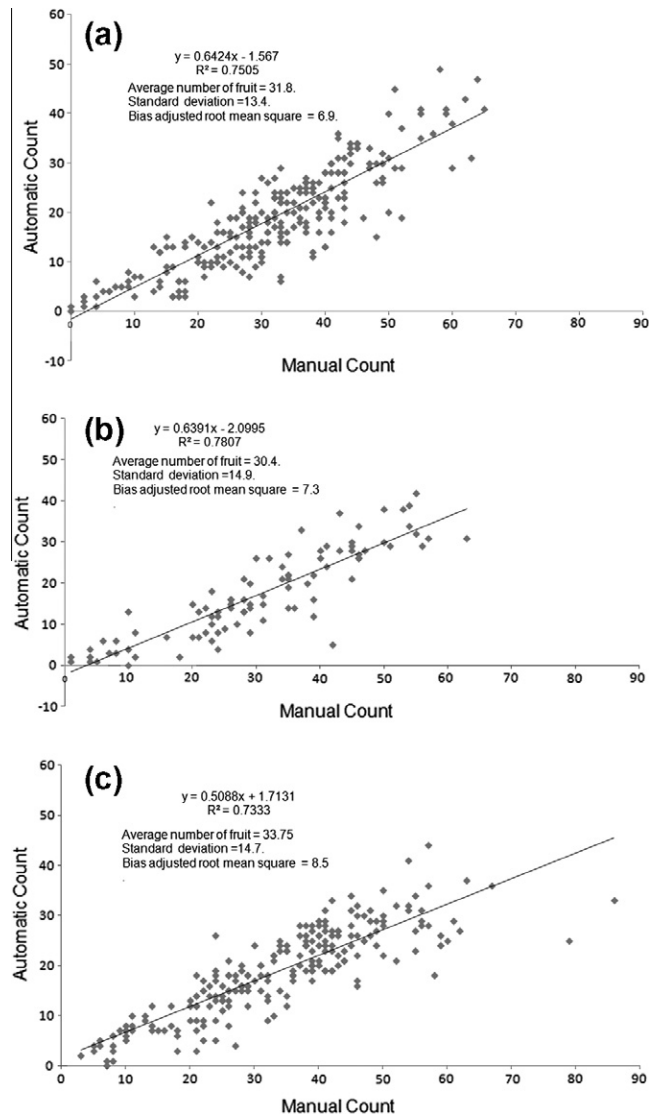 (a)
y = 0.6424x - 1.567
R² = 0.7505
Average number of fruit = 31.8.
Standard deviation =13.4.
Bias adjusted root mean square = 6.9.
Automatic Count
60
50
40
30
20
10
0
-10
0 10 20 30 40 50 60 70 80 90
Manual Count
(b)
y = 0.6391x - 2.0995
R² = 0.7807
Average number of fruit = 30.4.
Standard deviation =14.9.
Bias adjusted root mean square = 7.3
Automatic Count
60
50
40
30
20
10
0
-10
0 10 20 30 40 50 60 70 80 90
Manual Count
(c)
y = 0.5088x + 1.7131
R² = 0.7333
Average number of fruit = 33.75
Standard deviation =14.7.
Bias adjusted root mean square = 8.5
Automatic Count
60
50
40
30
20
10
0
0 10 20 30 40 50 60 70 80 90
Manual Count